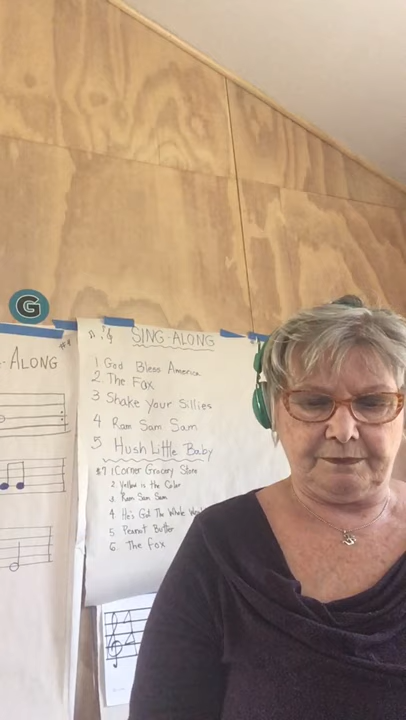 G
-ALONG
SING-ALONG
1 God Bless America
2. The Fox
3 Shake Your Sillies
4 Ram Sam Sam
5 Hush Little Baby
1 Corner Grocery Store
2. Yellow is the Color
3. Ram Sam Sam
4. He's Got The Whole
5. Peanut Butter
6 The Fox